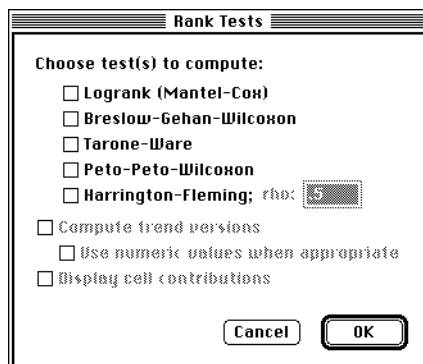 Rank Tests
Choose test(s) to compute:
Logrank (Mantel-Cox)
Breslow-Gehan-Wilcoxon
Tarone-Ware
Peto-Peto-Wilcoxon
Harrington-Fleming; rho: .5
Compute trend versions
Use numeric values when appropriate
Display cell contributions
Cancel OK